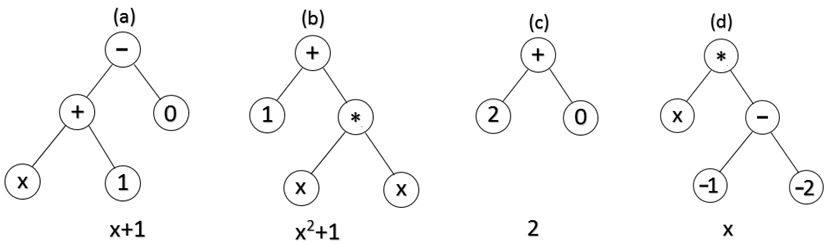 (a) (b) (c) (d)
− + + *
+ 0 1 * 2 0 x −
x 1 x x −1 −2
x+1 x²+1 2 x